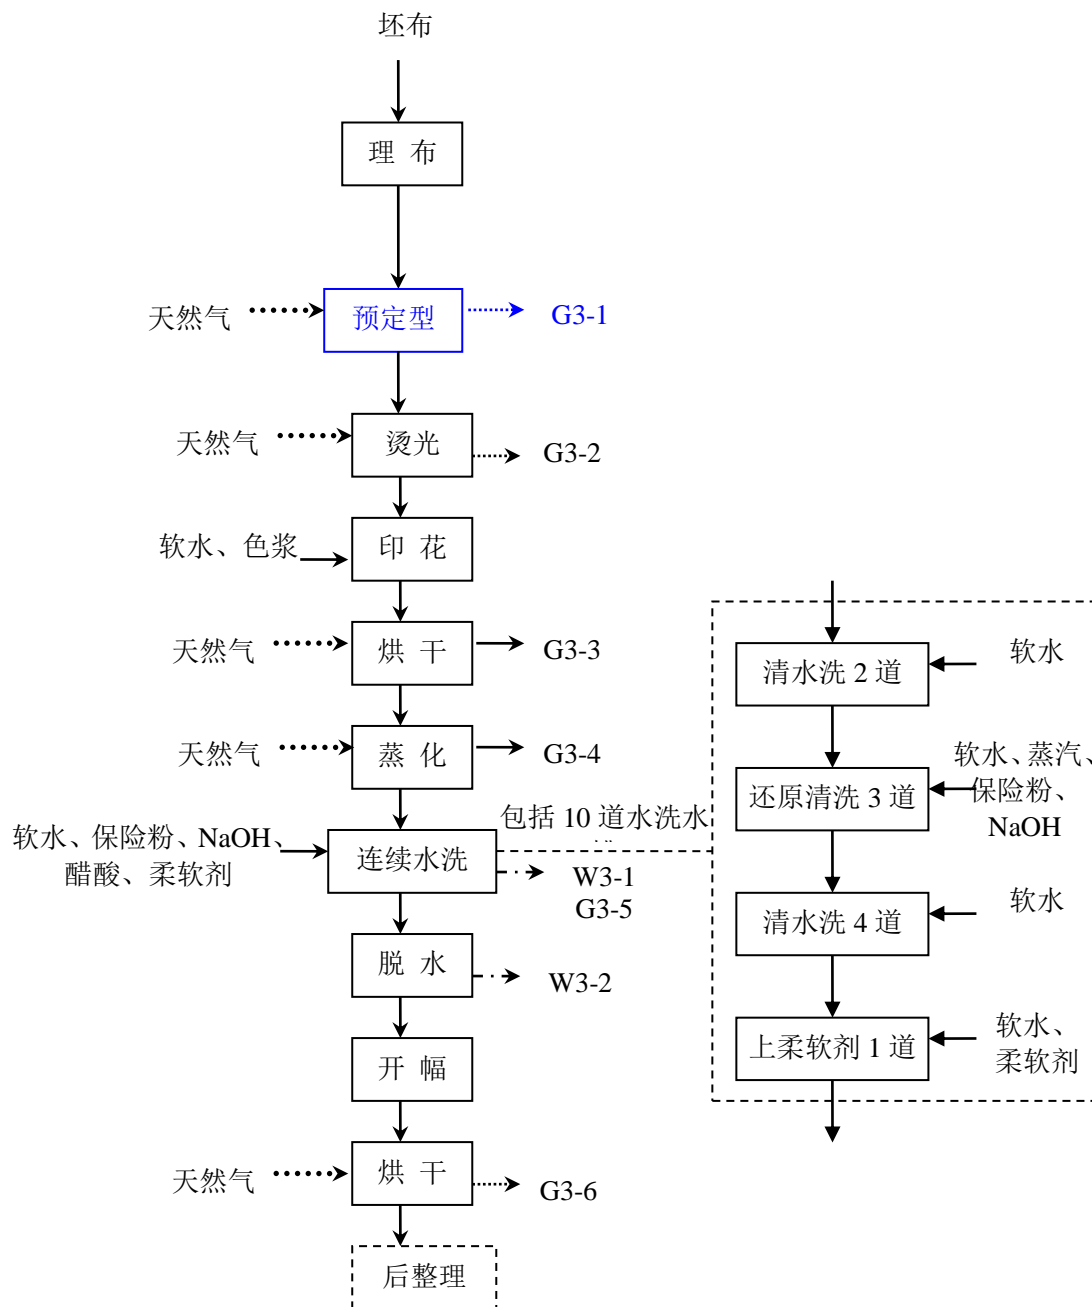 坯布
理 布
天然气
预定型
G3-1
天然气
烫光
G3-2
软水、色浆
印 花
天然气
烘 干
G3-3
天然气
蒸 化
G3-4
软水、保险粉、NaOH、
醋酸、柔软剂
连续水洗
包括 10 道水洗水
W3-1
G3-5
脱 水
W3-2
开 幅
天然气
烘 干
G3-6
后整理
清水洗 2 道
软水
还原清洗 3 道
软水、蒸汽、
保险粉、
NaOH
清水洗 4 道
软水
上柔软剂 1 道
软水、
柔软剂